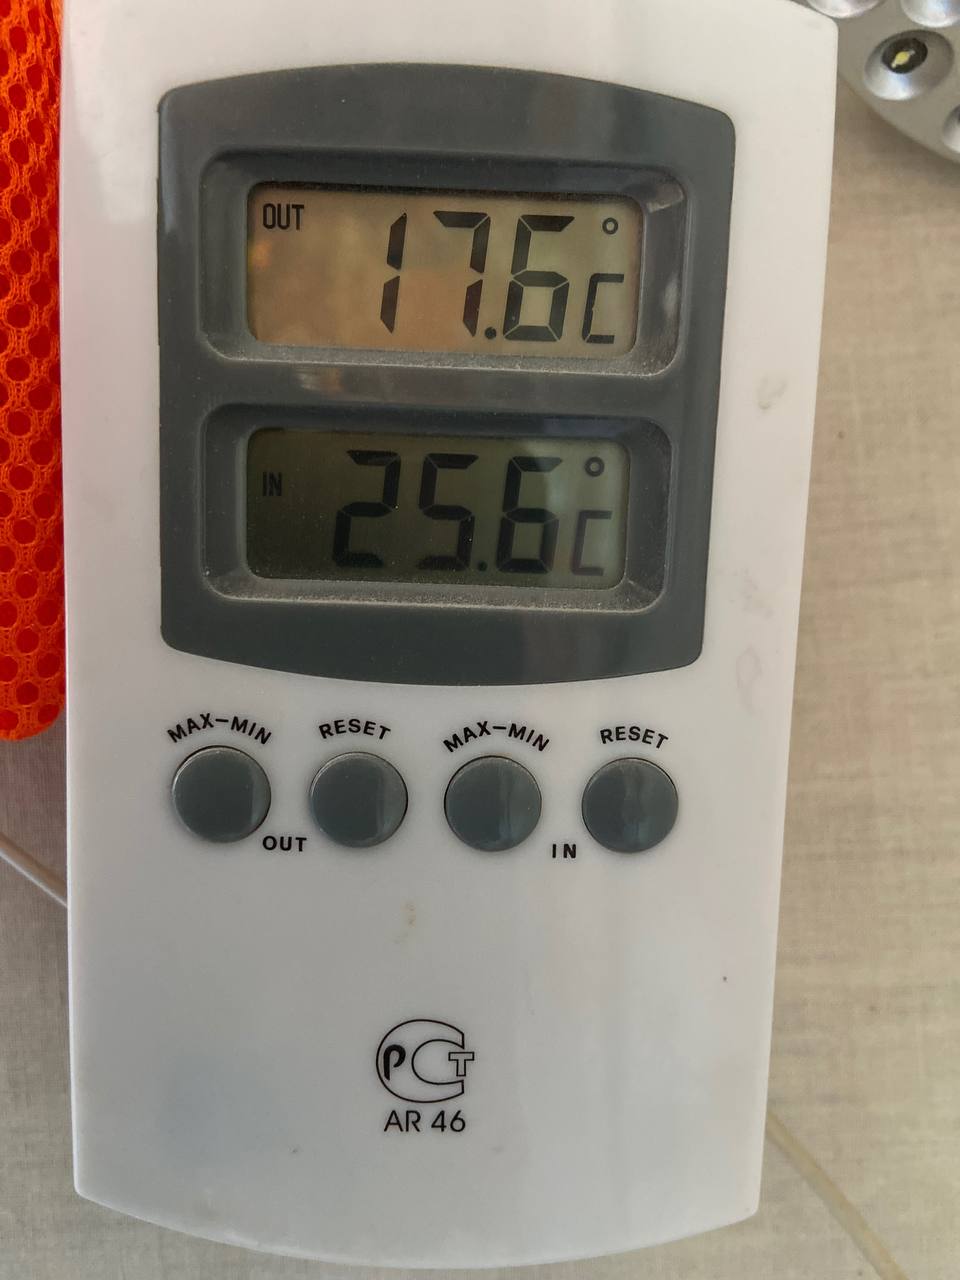 OUT 17.6°C
IN 25.6°C
MAX-MIN RESET MAX-MIN RESET
OUT IN
РСТ
AR 46